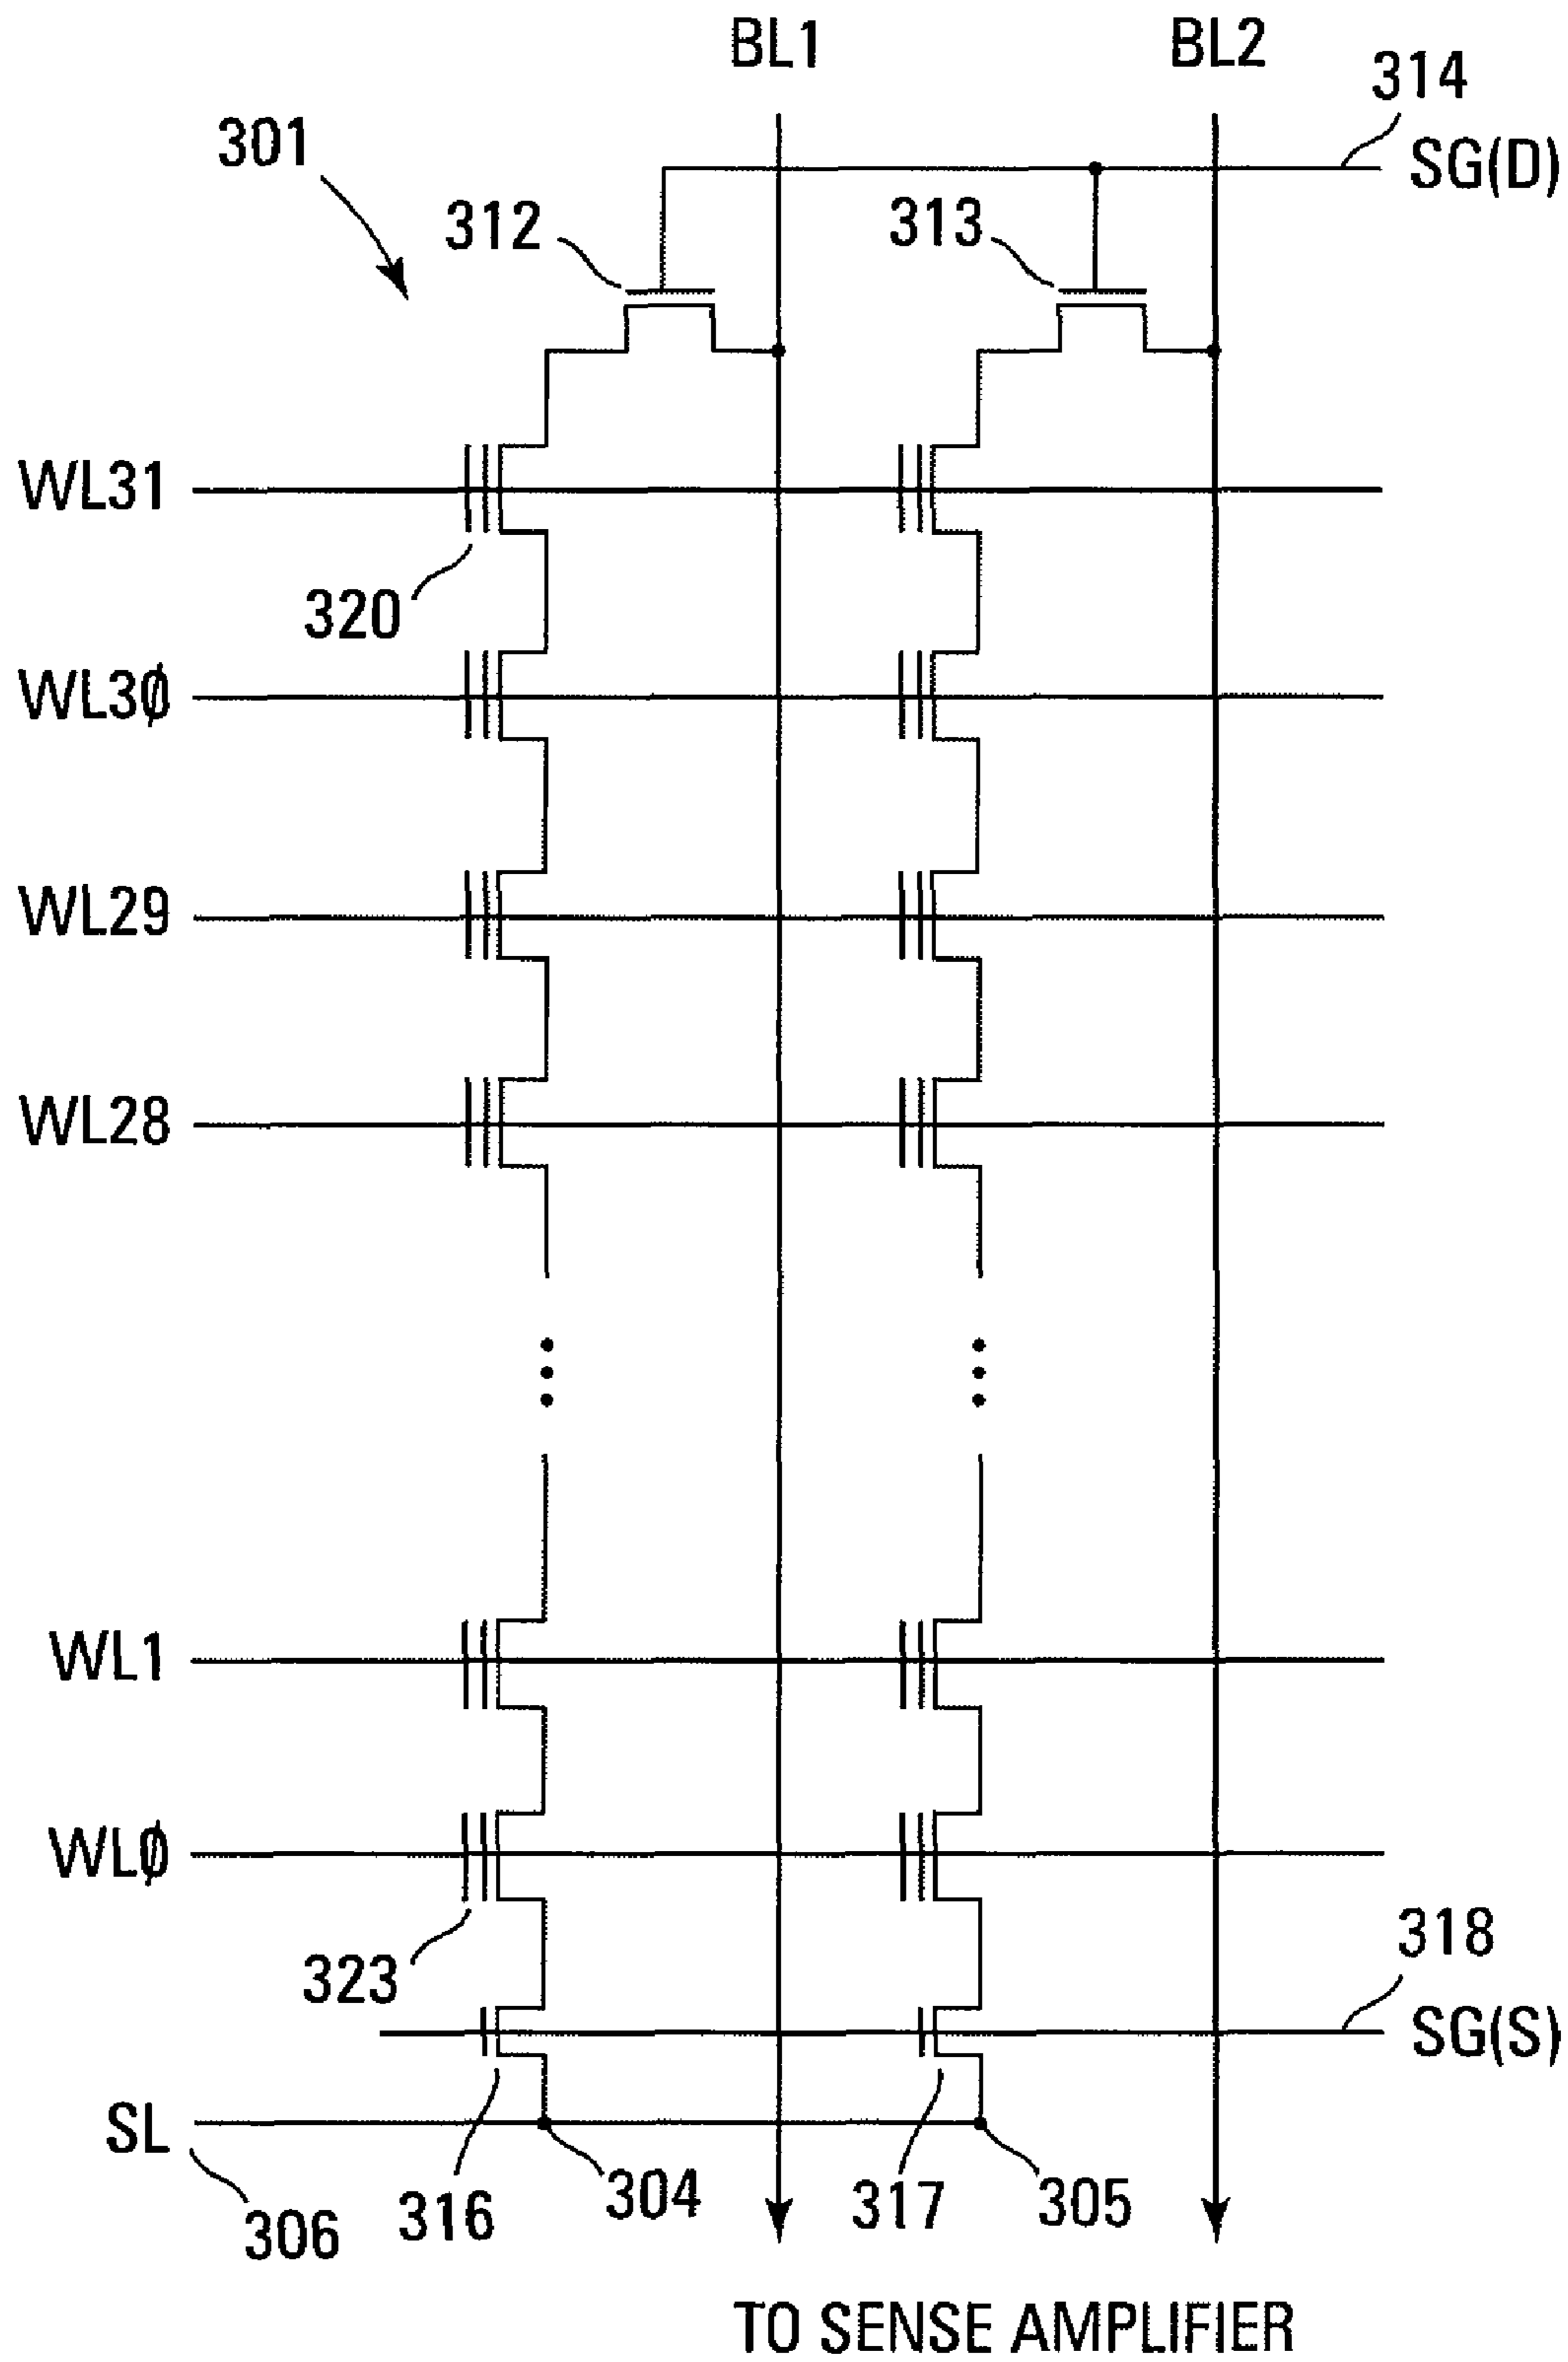 BL1 BL2
314
301
SG(D)
312 313
WL31
320
WL3Ø
WL29
WL28
WL1
WLØ
323
318
SG(S)
SL
306
316
304
317
305
TO SENSE AMPLIFIER